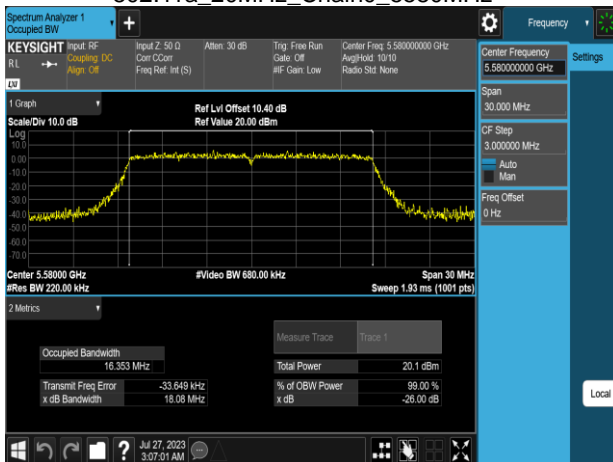 802.11a_20MHz_Chain0_5580MHz
Spectrum Analyzer 1
Occupied BW
Frequency
KEYSIGHT
Input: RF
Coupling: DC
Align: Off
Input Z: 50 Ω
Corr CCorr
Freq Ref: Int (S)
Atten: 30 dB
Trig: Free Run
Gate: Off
#IF Gain: Low
Center Freq: 5.580000000 GHz
Avg|Hold: 10/10
Radio Std: None
R L
LXI
Center Frequency
5.580000000 GHz
Settings
Span
30.000 MHz
CF Step
3.000000 MHz
Auto
Man
Freq Offset
0 Hz
1 Graph
Scale/Div 10.0 dB
Ref Lvl Offset 10.40 dB
Ref Value 20.00 dBm
Log
10.0
0.00
-10.0
-20.0
-30.0
-40.0
-50.0
-60.0
-70.0
Center 5.58000 GHz
#Video BW 680.00 kHz
Span 30 MHz
#Res BW 220.00 kHz
Sweep 1.93 ms (1001 pts)
2 Metrics
Measure Trace
Trace 1
Occupied Bandwidth
16.353 MHz
Total Power
20.1 dBm
Transmit Freq Error
-33.649 kHz
% of OBW Power
99.00 %
x dB Bandwidth
18.08 MHz
x dB
-26.00 dB
Local
?
Jul 27, 2023
3:07:01 AM